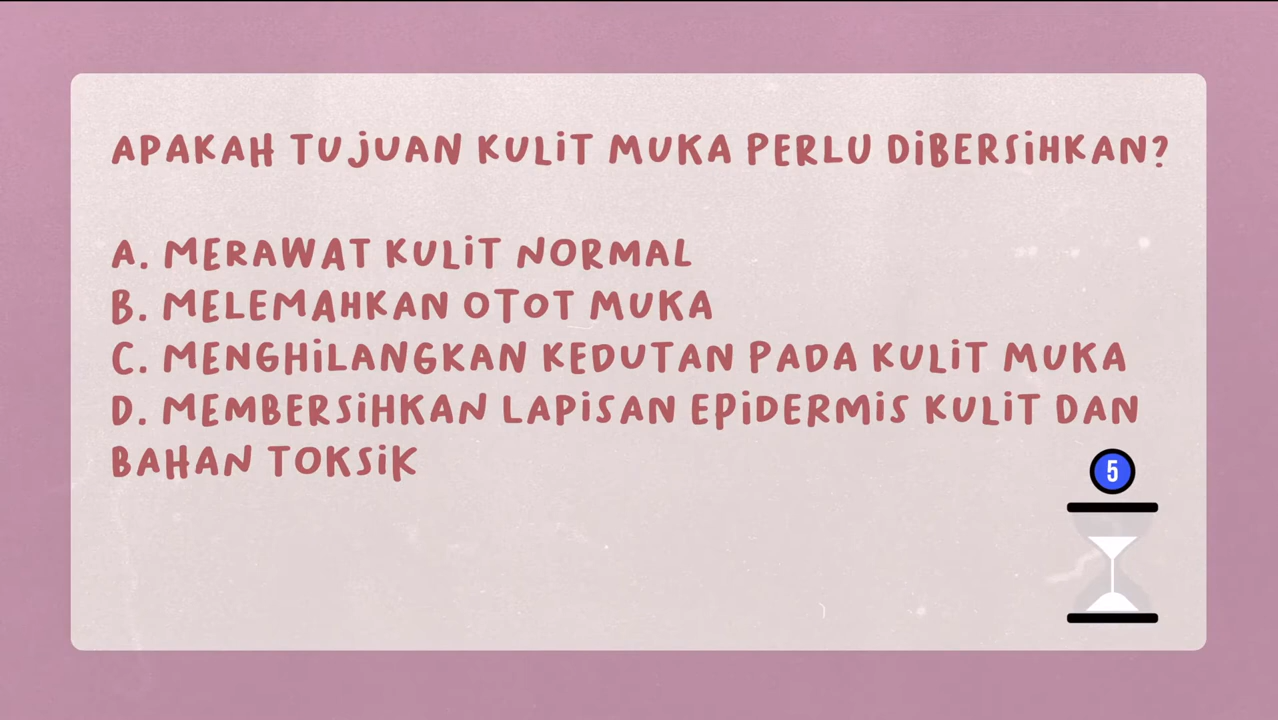 APAKAH TUJUAN KULIT MUKA PERLU DIBERSIHKAN?
A. MERAWAT KULIT NORMAL
B. MELEMAHKAN OTOT MUKA
C. MENGHILANGKAN KEDUTAN PADA KULIT MUKA
D. MEMBERSIHKAN LAPISAN EPIDERMIS KULIT DAN
BAHAN TOKSIK
5